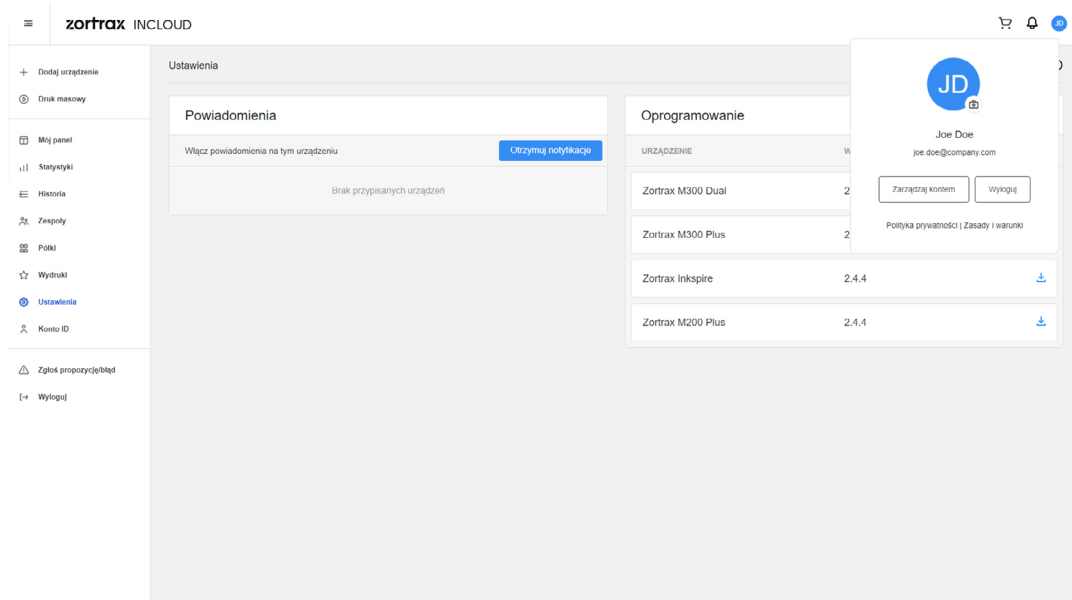 zortrax INCLOUD
JD
Dodaj urządzenie
Druk masowy
Mój panel
Statystyki
Historia
Zespoły
Półki
Wydruki
Ustawienia
Konto ID
Zgłoś propozycję/błąd
Wyloguj
Ustawienia
Powiadomienia
Włącz powiadomienia na tym urządzeniu
Otrzymuj notyfikacje
Brak przypisanych urządzeń
Oprogramowanie
URZĄDZENIE
Zortrax M300 Dual
Zortrax M300 Plus
Zortrax Inkspire 2.4.4
Zortrax M200 Plus 2.4.4
JD
Joe Doe
joe.doe@company.com
Zarządzaj kontem Wyloguj
Polityka prywatności | Zasady i warunki